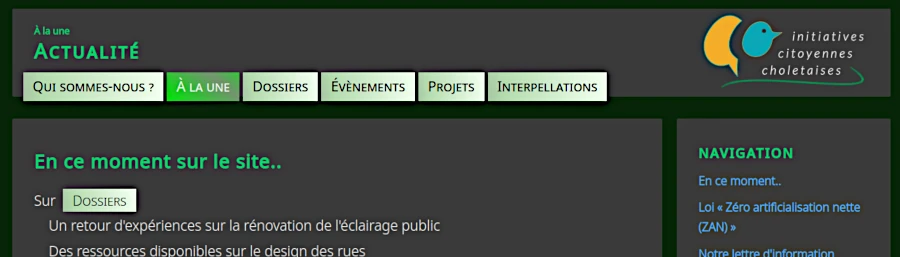 À la une
Actualité
initiatives
citoyennes
choletaises
Qui sommes-nous ?
À la une
Dossiers
Évènements
Projets
Interpellations
En ce moment sur le site..
Sur Dossiers
Un retour d'expériences sur la rénovation de l'éclairage public
Des ressources disponibles sur le design des rues
NAVIGATION
En ce moment..
Loi « Zéro artificialisation nette
(ZAN) »
Notre lettre d'information